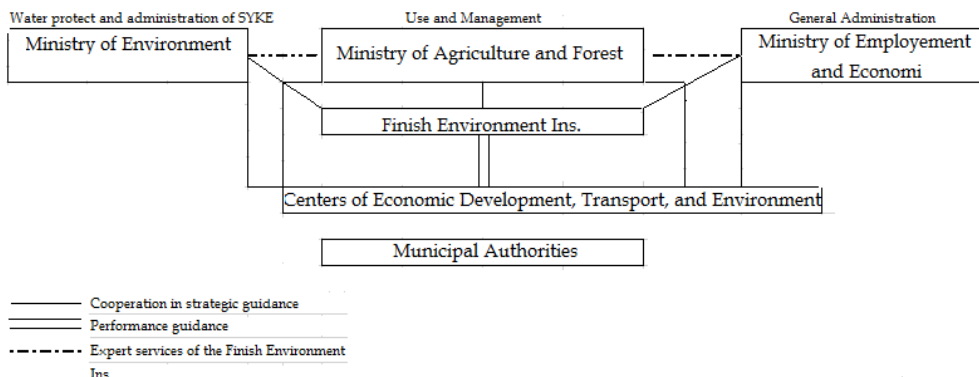 Water protect and administration of SYKE
Use and Management
General Administration
Ministry of Environment
Ministry of Agriculture and Forest
Ministry of Employement
and Economi
Finish Environment Ins.
Centers of Economic Development, Transport, and Environment
Municipal Authorities
Cooperation in strategic guidance
Performance guidance
Expert services of the Finish Environment
Ins